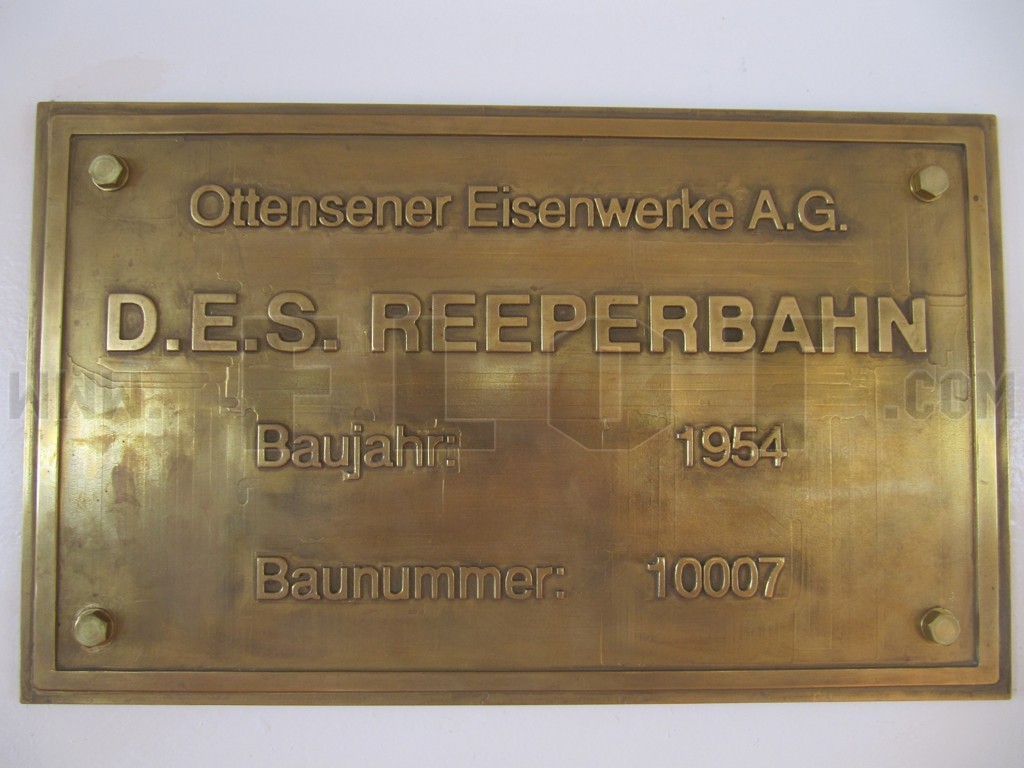 Ottensener Eisenwerke A.G.
D.E.S. REEPERBAHN
Baujahr: 1954
Baunummer: 10007